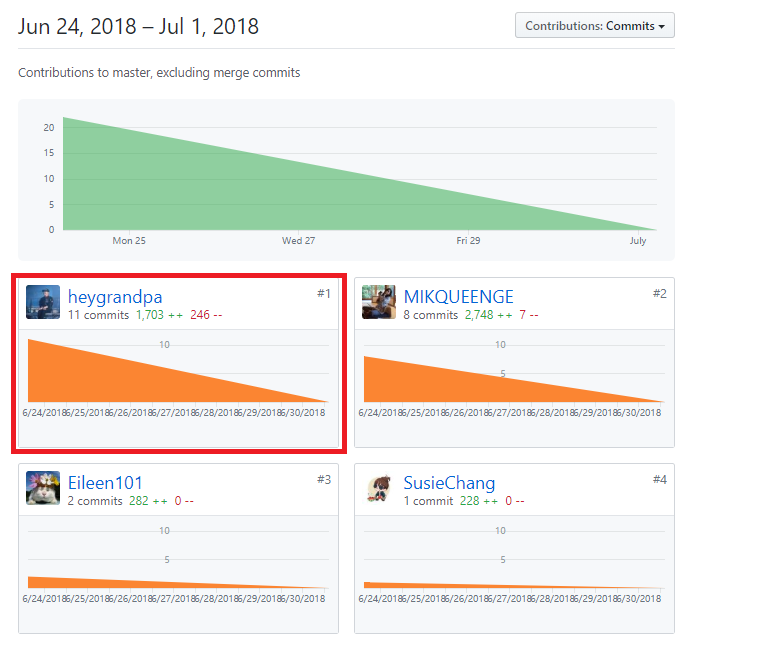 Jun 24, 2018 – Jul 1, 2018
Contributions: Commits
Contributions to master, excluding merge commits
20
15
10
5
0
Mon 25 Wed 27 Fri 29 July
heygrandpa #1
11 commits 1,703 ++ 246 --
10
6/24/2018 6/25/2018 6/26/2018 6/27/2018 6/28/2018 6/29/2018 6/30/2018
MIKQUEENGE #2
8 commits 2,748 ++ 7 --
10
5
6/24/2018 6/25/2018 6/26/2018 6/27/2018 6/28/2018 6/29/2018 6/30/2018
Eileen101 #3
2 commits 282 ++ 0 --
10
5
6/24/2018 6/25/2018 6/26/2018 6/27/2018 6/28/2018 6/29/2018 6/30/2018
SusieChang #4
1 commit 228 ++ 0 --
10
5
6/24/2018 6/25/2018 6/26/2018 6/27/2018 6/28/2018 6/29/2018 6/30/2018